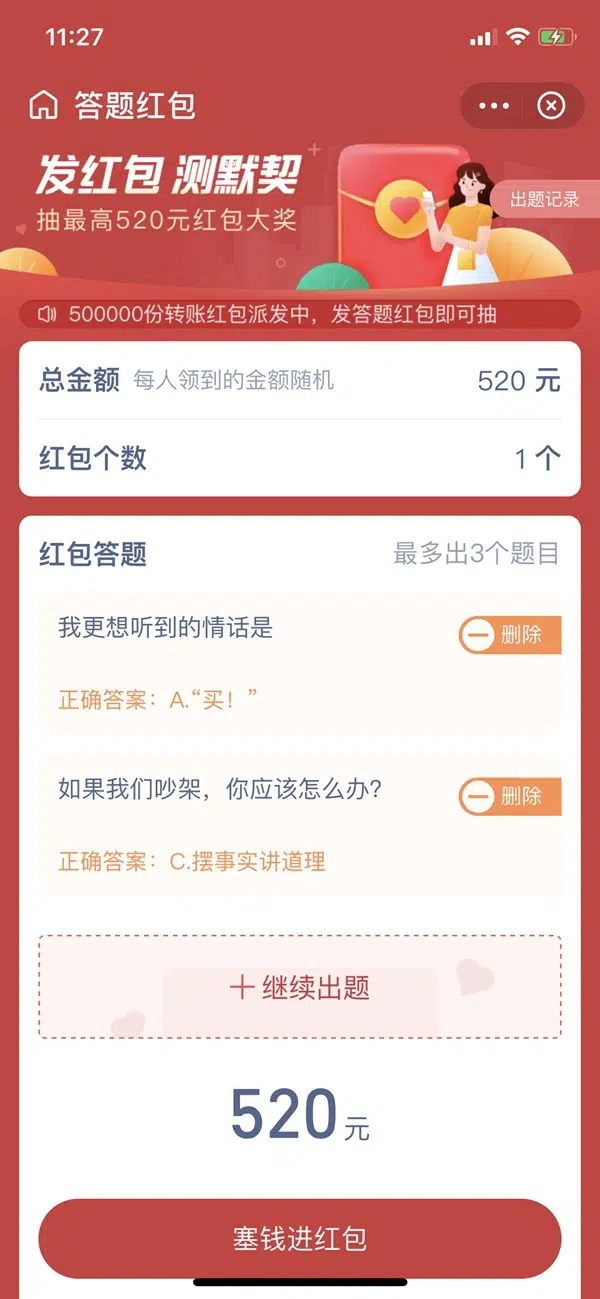 11:27
答题红包
发红包 测默契
抽最高520元红包大奖
出题记录
500000份转账红包派发中，发答题红包即可抽
总金额 每人领到的金额随机 520 元
红包个数 1 个
红包答题 最多出3个题目
我更想听到的情话是 删除
正确答案：A.“买！”
如果我们吵架，你应该怎么办？ 删除
正确答案：C.摆事实讲道理
十继续出题
520元
塞钱进红包